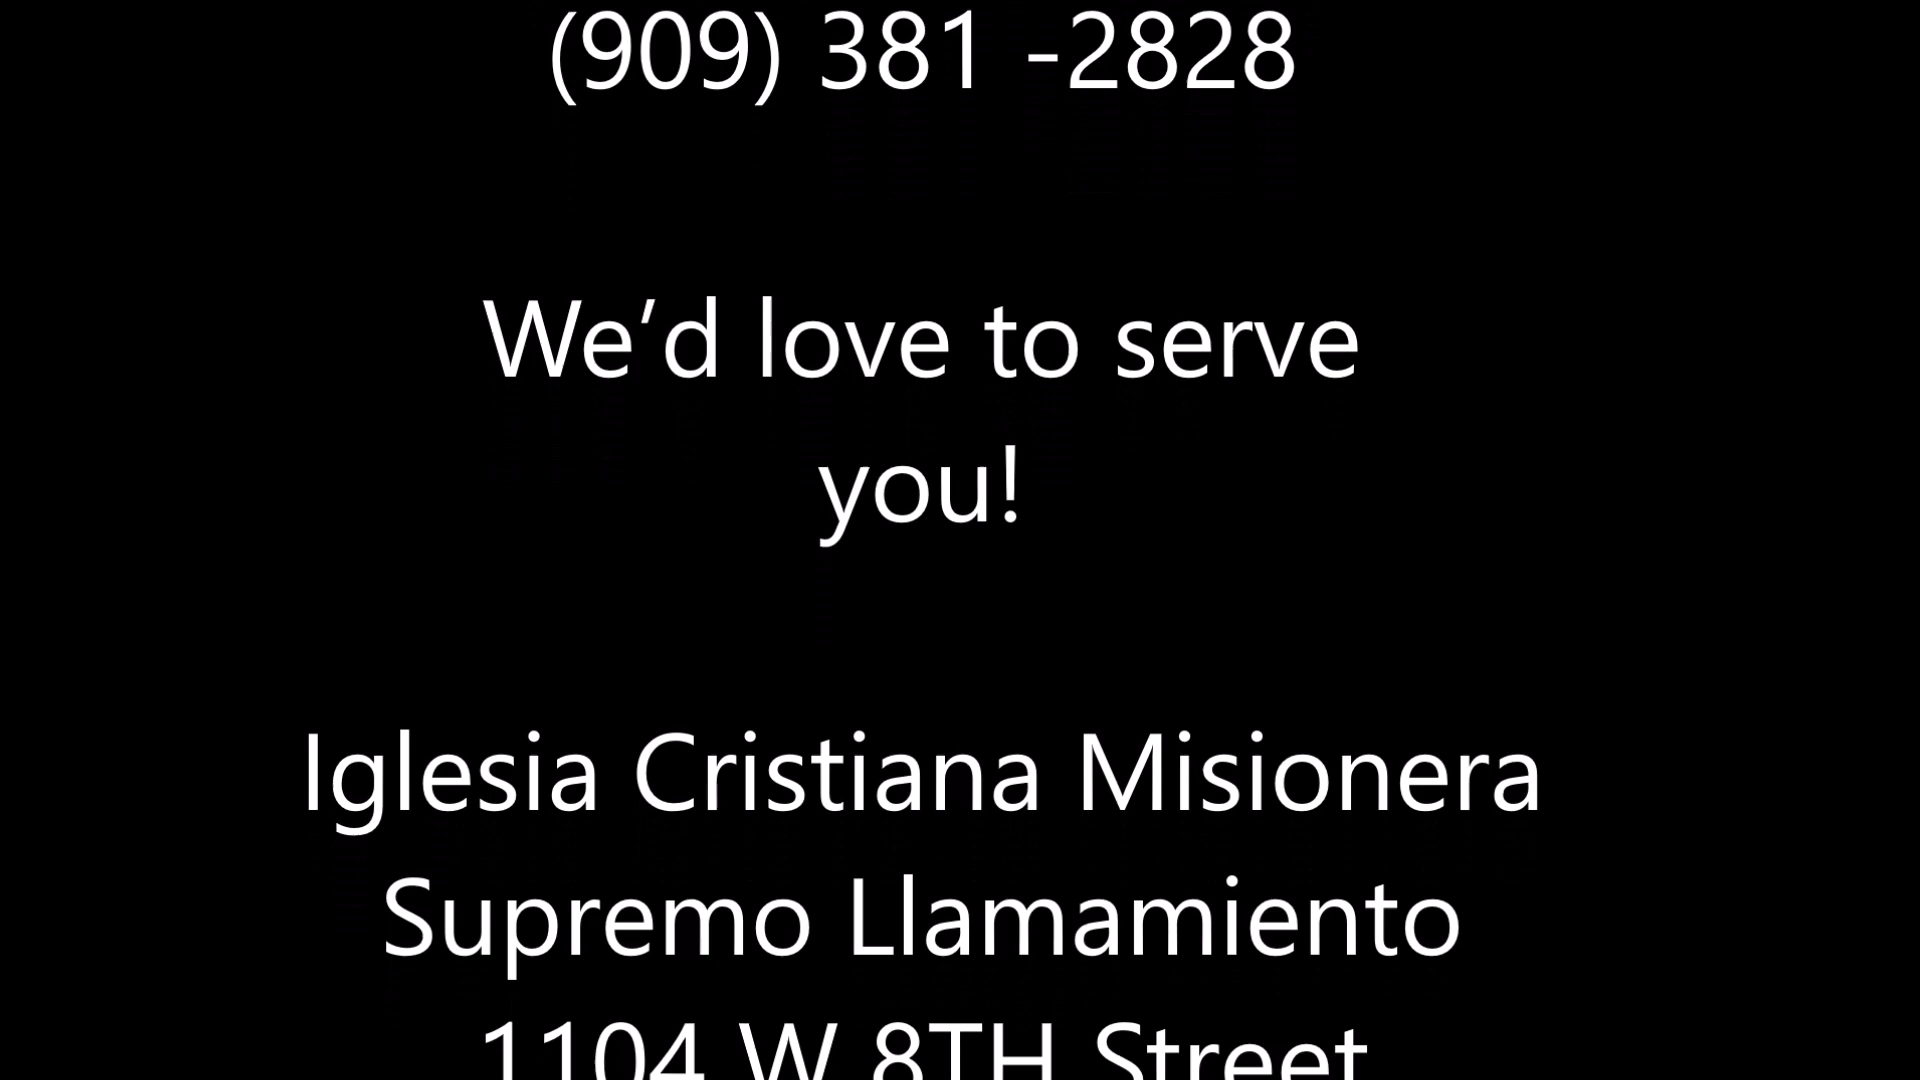 (909) 381 -2828
We’d love to serve
you!
Iglesia Cristiana Misionera
Supremo Llamamiento
1104 W 8TH Street